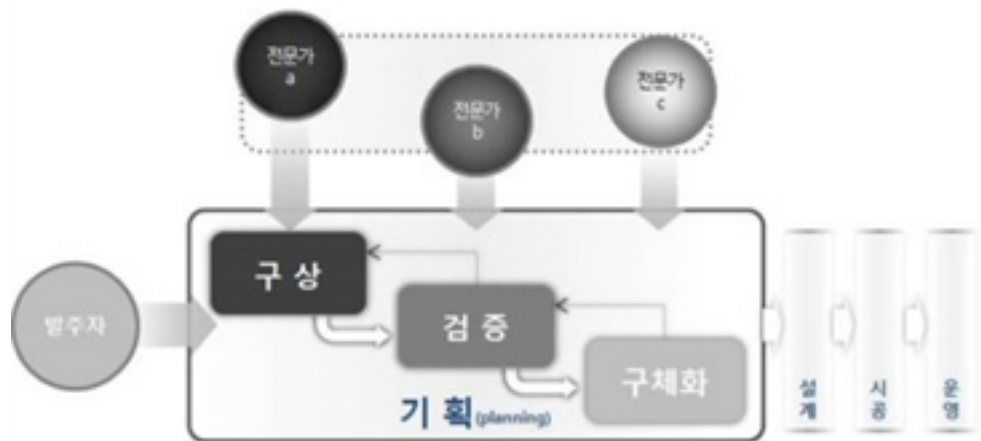 전문가
a
전문가
b
전문가
c
구 상
발주자
검 증
구체화
기 획(planning)
설계
시공
운영